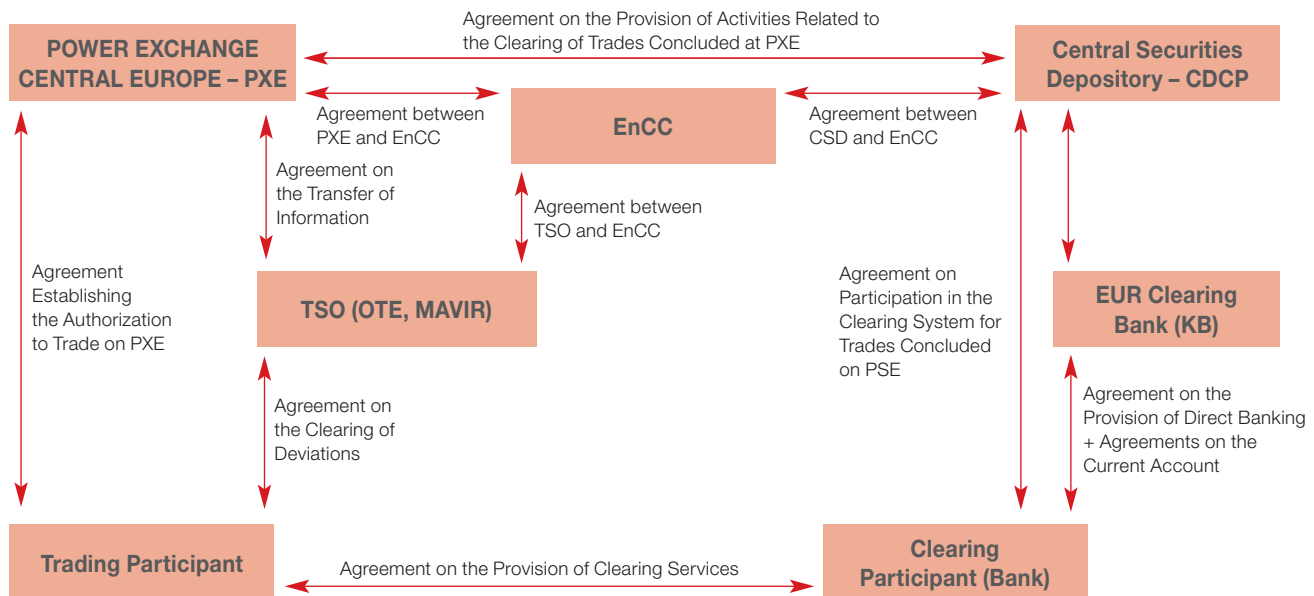 Agreement on the Provision of Activities Related to
the Clearing of Trades Concluded at PXE
POWER EXCHANGE
CENTRAL EUROPE – PXE
Central Securities
Depository – CDCP
Agreement between
PXE and EnCC
EnCC
Agreement between
CSD and EnCC
Agreement on
the Transfer of
Information
Agreement between
TSO and EnCC
Agreement
Establishing
the Authorization
to Trade on PXE
TSO (OTE, MAVIR)
Agreement on
Participation in the
Clearing System for
Trades Concluded
on PSE
EUR Clearing
Bank (KB)
Agreement on
the Clearing of
Deviations
Agreement on the
Provision of Direct Banking
+ Agreements on the
Current Account
Trading Participant
Agreement on the Provision of Clearing Services
Clearing
Participant (Bank)